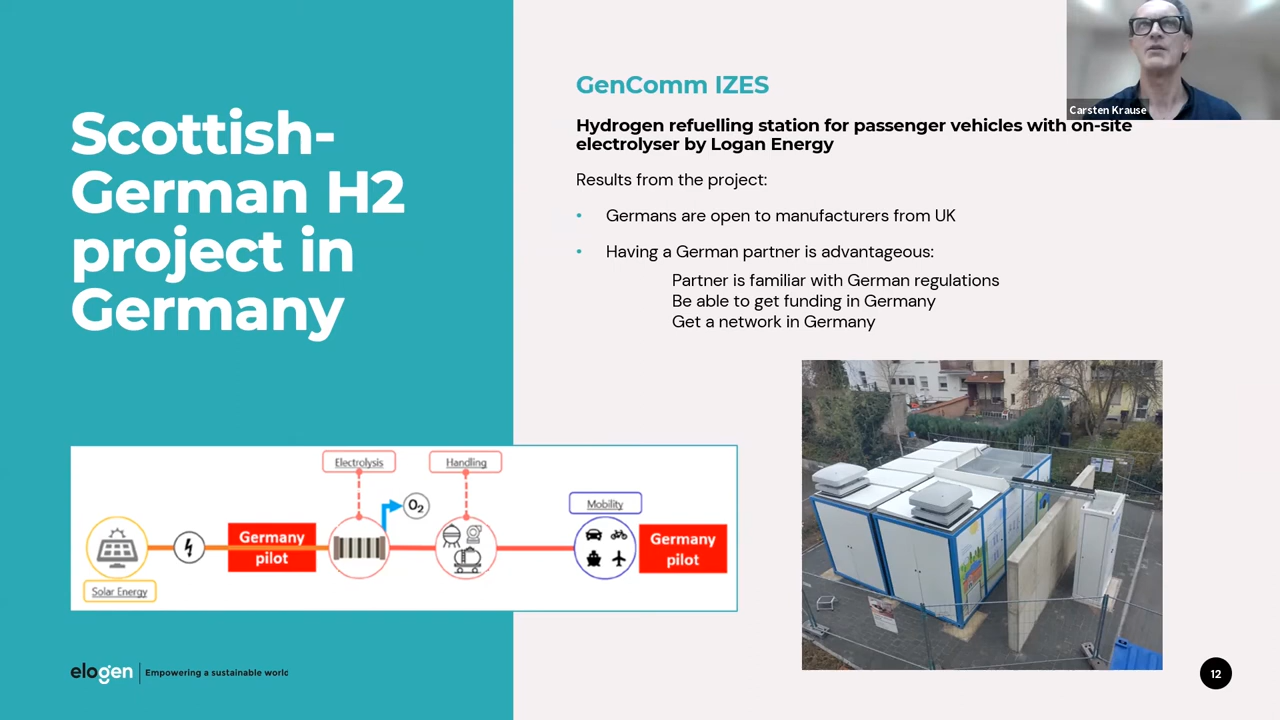 Scottish-
German H2
project in
Germany
GenComm IZES
Hydrogen refuelling station for passenger vehicles with on-site
electrolyser by Logan Energy
Results from the project:
• Germans are open to manufacturers from UK
• Having a German partner is advantageous:
Partner is familiar with German regulations
Be able to get funding in Germany
Get a network in Germany
Carsten Krause
Electrolysis
Handling
O₂
Mobility
Germany
pilot
Germany
pilot
Solar Energy
elogen
Empowering a sustainable world
12